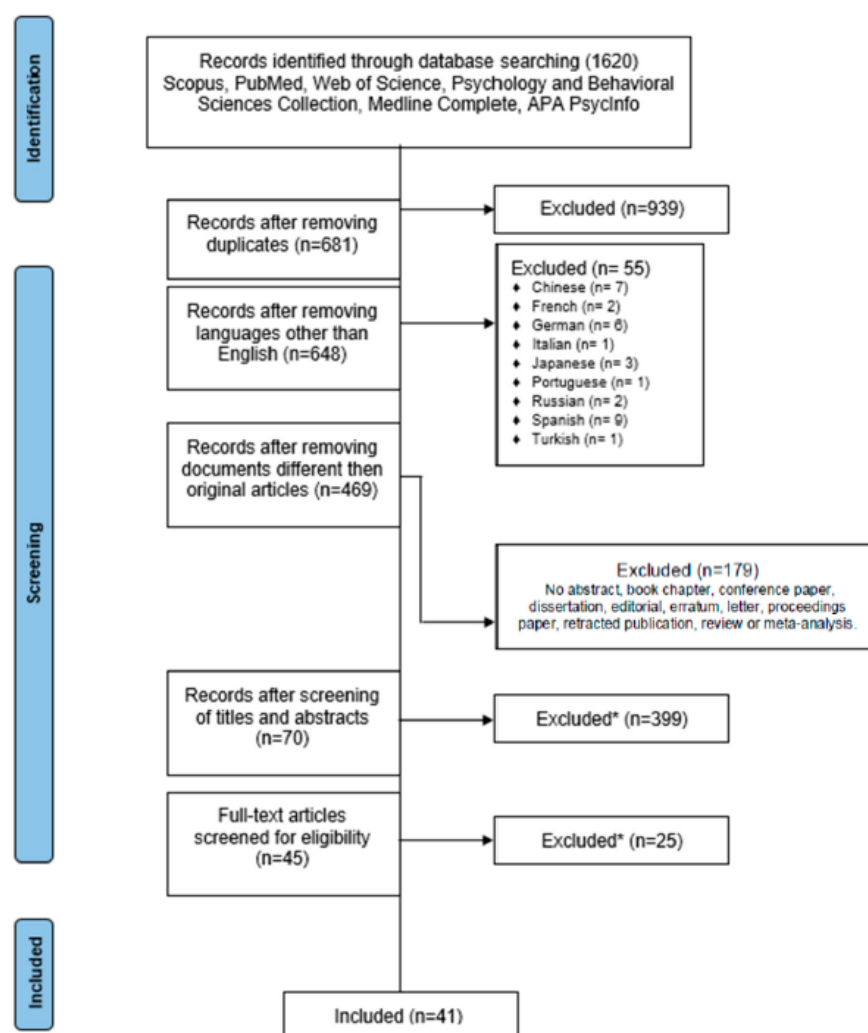 Identification
Records identified through database searching (1620)
Scopus, PubMed, Web of Science, Psychology and Behavioral
Sciences Collection, Medline Complete, APA PsycInfo
Records after removing
duplicates (n=681)
Excluded (n=939)
Screening
Records after removing
languages other than
English (n=648)
Excluded (n= 55)
♦ Chinese (n= 7)
♦ French (n= 2)
♦ German (n= 6)
♦ Italian (n= 1)
♦ Japanese (n= 3)
♦ Portuguese (n= 1)
♦ Russian (n= 2)
♦ Spanish (n= 9)
♦ Turkish (n= 1)
Records after removing
documents different then
original articles (n=469)
Excluded (n=179)
No abstract, book chapter, conference paper,
dissertation, editorial, erratum, letter, proceedings
paper, retracted publication, review or meta-analysis.
Records after screening
of titles and abstracts
(n=70)
Excluded* (n=399)
Full-text articles
screened for eligibility
(n=45)
Excluded* (n=25)
Included
Included (n=41)